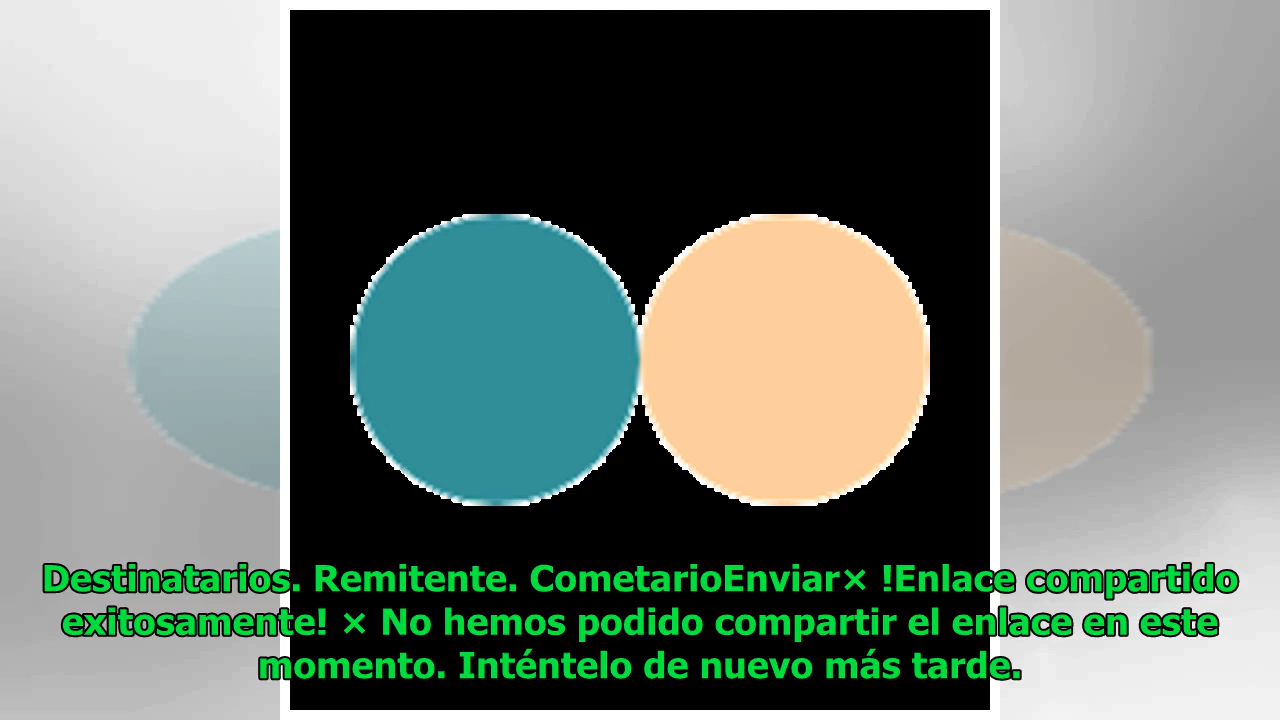 Destinatarios. Remitente. CometarioEnviar× !Enlace compartido
exitosamente! × No hemos podido compartir el enlace en este
momento. Inténtelo de nuevo más tarde.